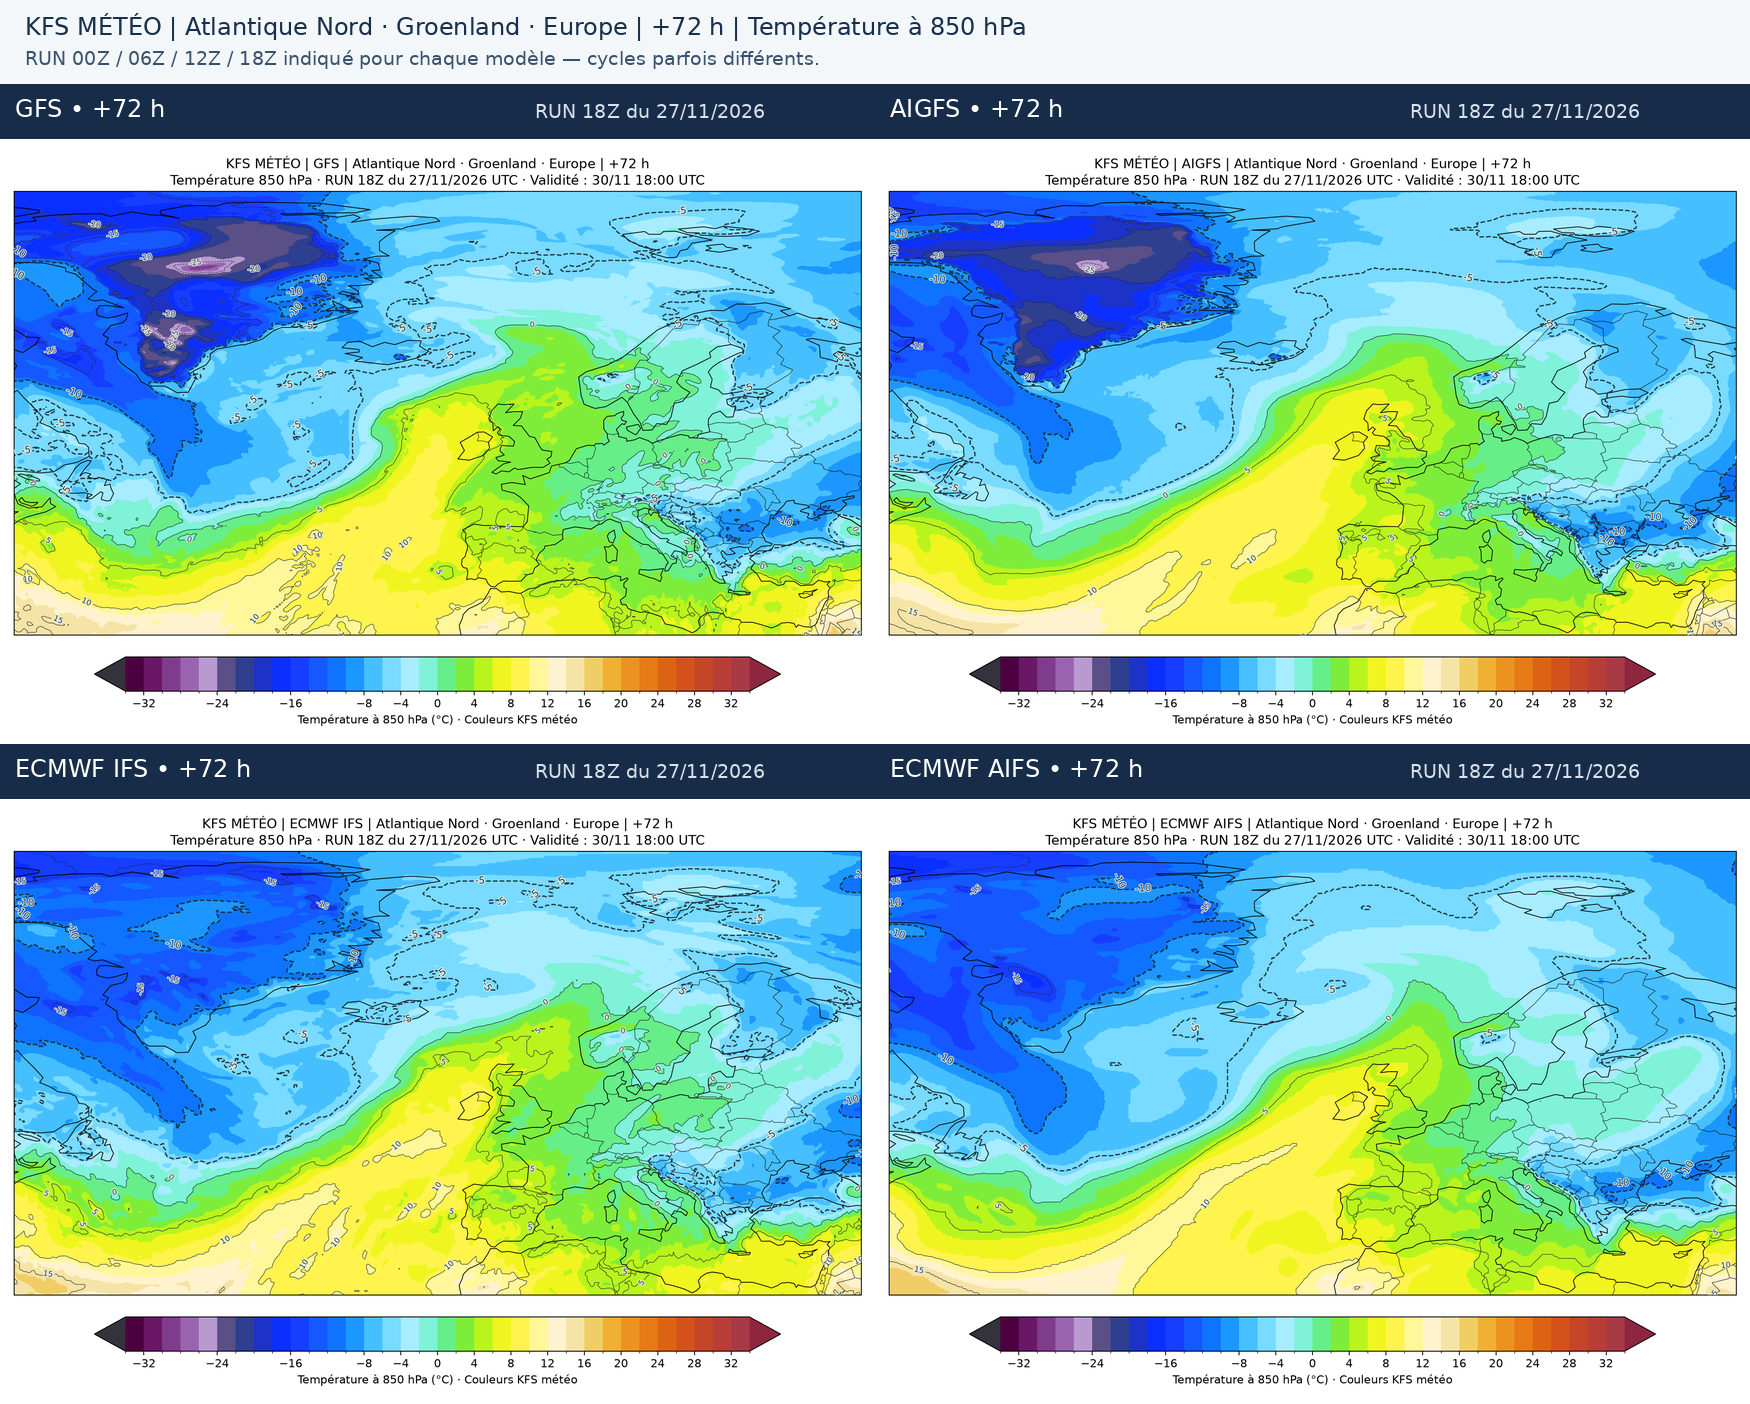 KFS MÉTÉO | Atlantique Nord · Groenland · Europe | +72 h | Température à 850 hPa
RUN 00Z / 06Z / 12Z / 18Z indiqué pour chaque modèle — cycles parfois différents.
GFS • +72 h
RUN 18Z du 27/11/2026
AIGFS • +72 h
RUN 18Z du 27/11/2026
KFS MÉTÉO | GFS | Atlantique Nord · Groenland · Europe | +72 h
Température 850 hPa · RUN 18Z du 27/11/2026 UTC · Validité : 30/11 18:00 UTC
KFS MÉTÉO | AIGFS | Atlantique Nord · Groenland · Europe | +72 h
Température 850 hPa · RUN 18Z du 27/11/2026 UTC · Validité : 30/11 18:00 UTC
−32 −24 −16 −8 −4 0 4 8 12 16 20 24 28 32
Température à 850 hPa (°C) · Couleurs KFS météo
−32 −24 −16 −8 −4 0 4 8 12 16 20 24 28 32
Température à 850 hPa (°C) · Couleurs KFS météo
ECMWF IFS • +72 h
RUN 18Z du 27/11/2026
ECMWF AIFS • +72 h
RUN 18Z du 27/11/2026
KFS MÉTÉO | ECMWF IFS | Atlantique Nord · Groenland · Europe | +72 h
Température 850 hPa · RUN 18Z du 27/11/2026 UTC · Validité : 30/11 18:00 UTC
KFS MÉTÉO | ECMWF AIFS | Atlantique Nord · Groenland · Europe | +72 h
Température 850 hPa · RUN 18Z du 27/11/2026 UTC · Validité : 30/11 18:00 UTC
−32 −24 −16 −8 −4 0 4 8 12 16 20 24 28 32
Température à 850 hPa (°C) · Couleurs KFS météo
−32 −24 −16 −8 −4 0 4 8 12 16 20 24 28 32
Température à 850 hPa (°C) · Couleurs KFS météo